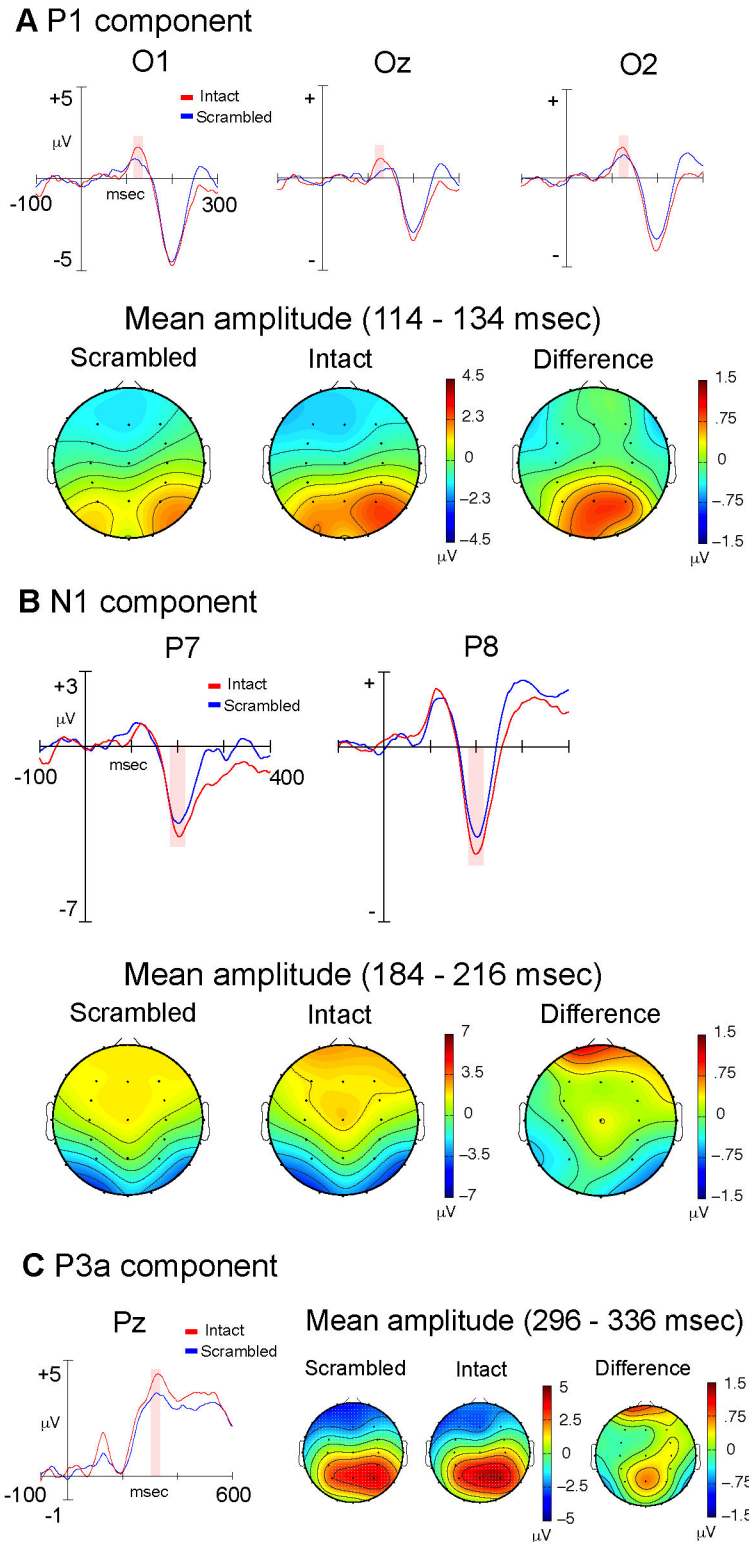 A P1 component
O1 Oz O2
+5 + +
Intact
Scrambled
μV
-100 msec 300
-5 - -
Mean amplitude (114 - 134 msec)
Scrambled Intact Difference
4.5 1.5
2.3 .75
0 0
−2.3 −.75
−4.5 −1.5
μV μV
B N1 component
P7 P8
+3 +
Intact
μV Scrambled
-100 msec 400
-7 -
Mean amplitude (184 - 216 msec)
Scrambled Intact Difference
7 1.5
3.5 .75
0 0
−3.5 −.75
−7 −1.5
μV μV
C P3a component
Pz
Intact
Scrambled
+5
μV
-100 msec 600
-1
Mean amplitude (296 - 336 msec)
Scrambled Intact Difference
5 1.5
2.5 .75
0 0
−2.5 −.75
−5 −1.5
μV μV